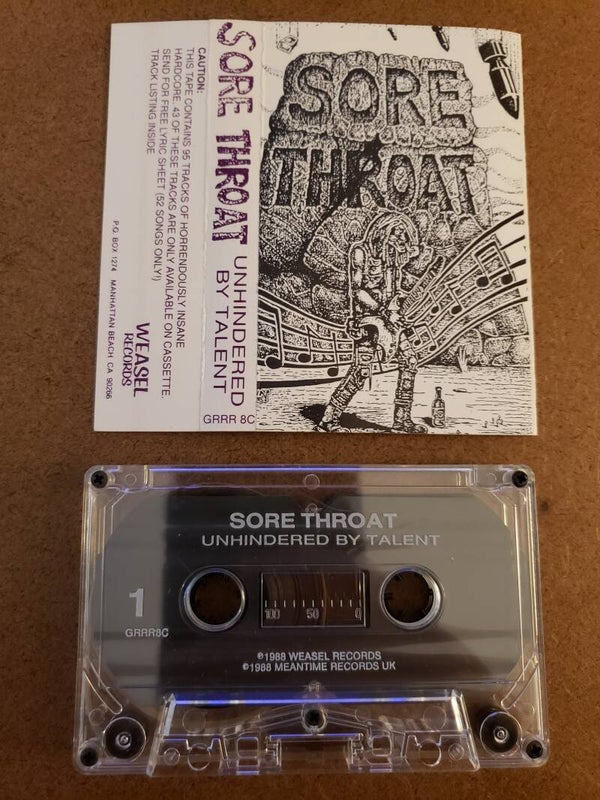 SORE
THROAT
SORE THROAT
UNHINDERED
BY TALENT
GRRR 8C
CAUTION:
THIS TAPE CONTAINS 95 TRACKS OF HORRENDOUSLY INSANE
HARDCORE. 43 OF THESE TRACKS ARE ONLY AVAILABLE ON CASSETTE.
SEND FOR FREE LYRIC SHEET (52 SONGS ONLY!)
TRACK LISTING INSIDE
WEASEL
RECORDS
P.O. BOX 1274 MANHATTAN BEACH CA 90266
SORE THROAT
UNHINDERED BY TALENT
1
GRRR8C
100 50 0
℗1988 WEASEL RECORDS
©1988 MEANTIME RECORDS UK